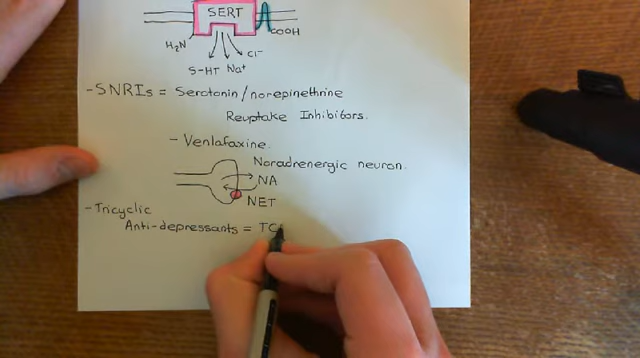 SERT
H₂N
COOH
Cl⁻
5-HT Na⁺
-SNRIs = Serotonin/norepinethrine
Reuptake Inhibitors.
- Venlafaxine.
Noradrenergic neuron.
NA
NET
-Tricyclic
Anti-depressants = TC